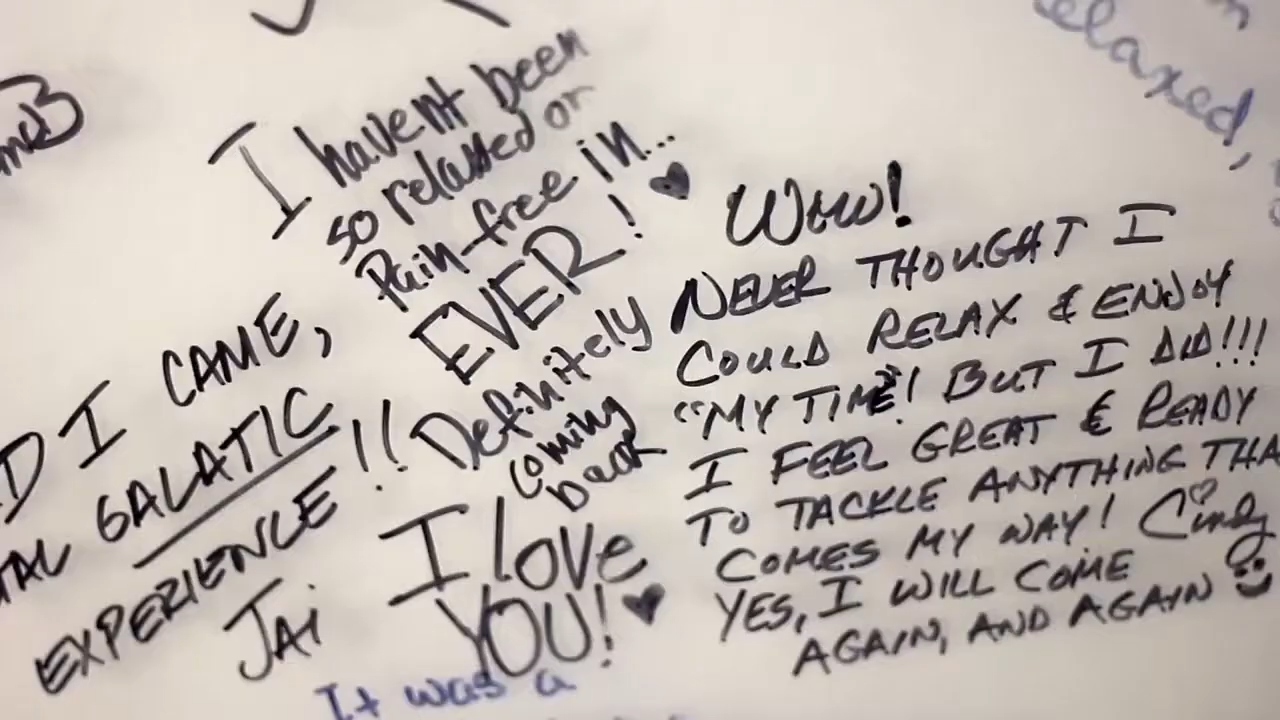 I havent been
so relaxed or
Pain-free in...
EVER! ♥
Definitely
coming
back
I love
YOU! ♥
Wow!
NEVER THOUGHT I
COULD RELAX & ENJOY
"MY TIME"! BUT I DID!!!
I FEEL GREAT & READY
TO TACKLE ANYTHING THA
COMES MY WAY! Cindy
YES, I WILL COME
AGAIN, AND AGAIN
I CAME,
GALATIC
EXPERIENCE!!
JAi
elaxed,
It was a